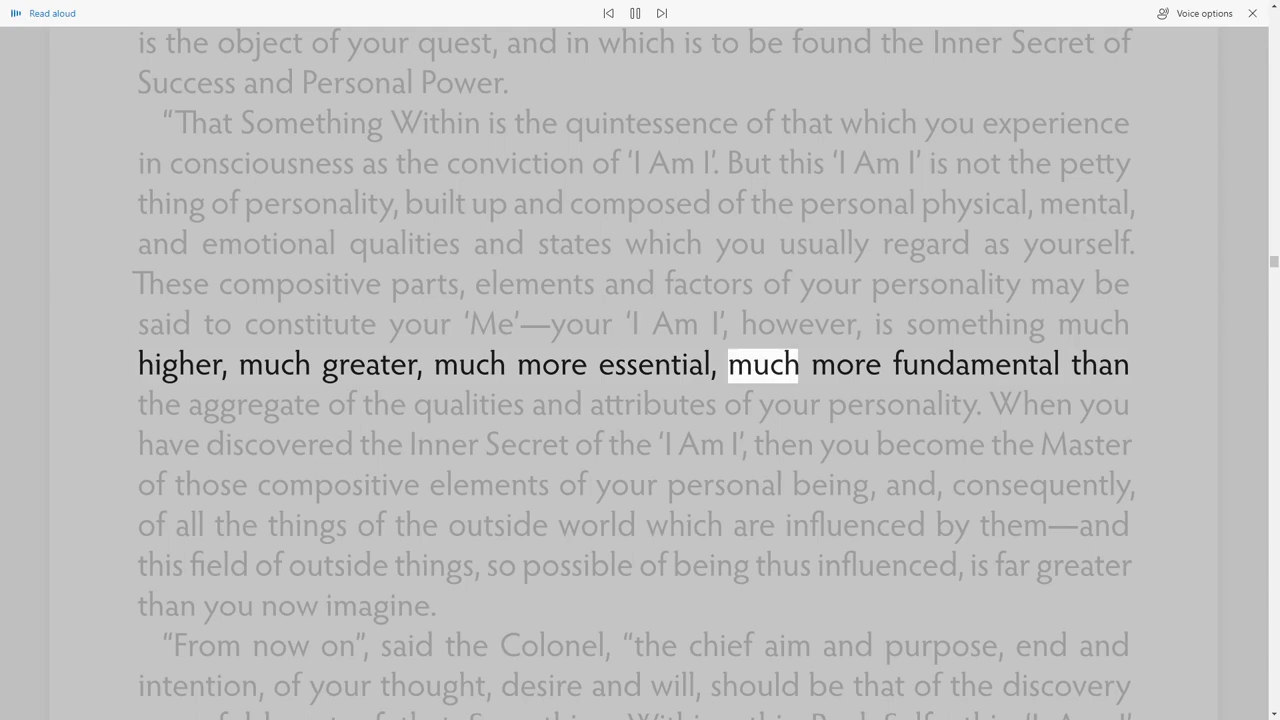 Read aloud
Voice options
is the object of your quest, and in which is to be found the Inner Secret of
Success and Personal Power.
“That Something Within is the quintessence of that which you experience
in consciousness as the conviction of ‘I Am I’. But this ‘I Am I’ is not the petty
thing of personality, built up and composed of the personal physical, mental,
and emotional qualities and states which you usually regard as yourself.
These compositive parts, elements and factors of your personality may be
said to constitute your ‘Me’—your ‘I Am I’, however, is something much
higher, much greater, much more essential, much more fundamental than
the aggregate of the qualities and attributes of your personality. When you
have discovered the Inner Secret of the ‘I Am I’, then you become the Master
of those compositive elements of your personal being, and, consequently,
of all the things of the outside world which are influenced by them—and
this field of outside things, so possible of being thus influenced, is far greater
than you now imagine.
“From now on”, said the Colonel, “the chief aim and purpose, end and
intention, of your thought, desire and will, should be that of the discovery